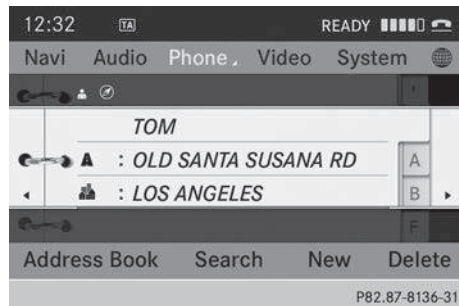 12:32 TA READY
Navi Audio Phone Video System
TOM
A : OLD SANTA SUSANA RD A
: LOS ANGELES B
F
Address Book Search New Delete
P82.87-8136-31